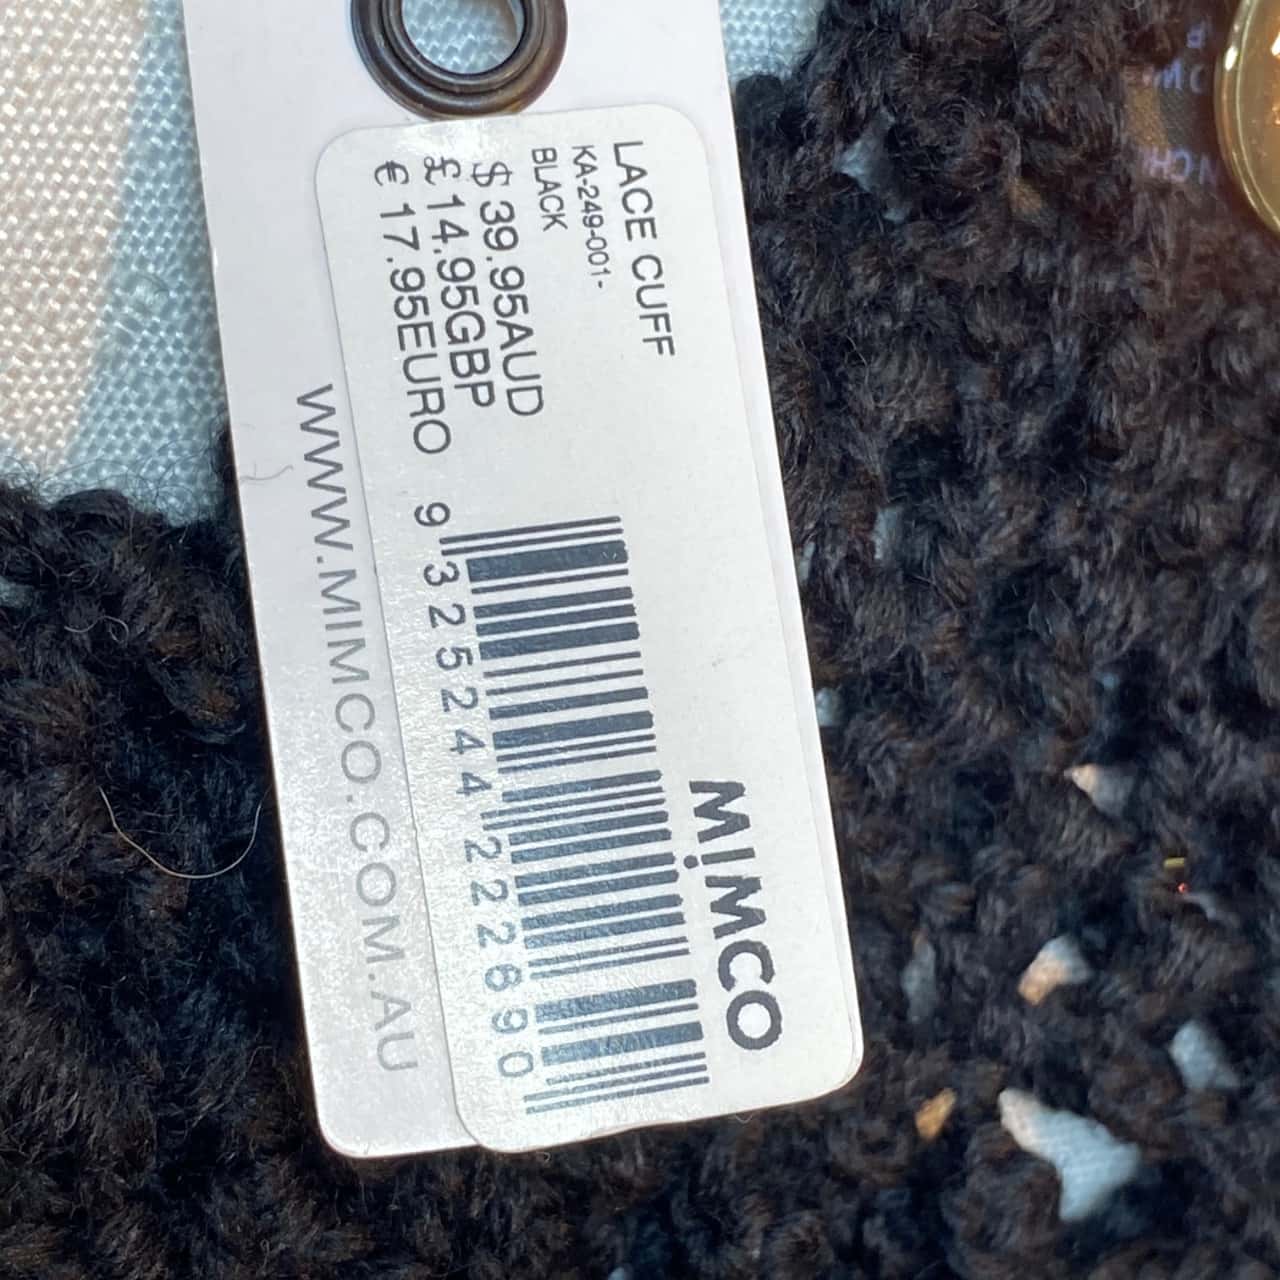 LACE CUFF
KA-249-001-
BLACK
$ 39.95AUD
£ 14.95GBP
€ 17.95EURO
9 325244 222890
MIMCO
WWW.MIMCO.COM.AU